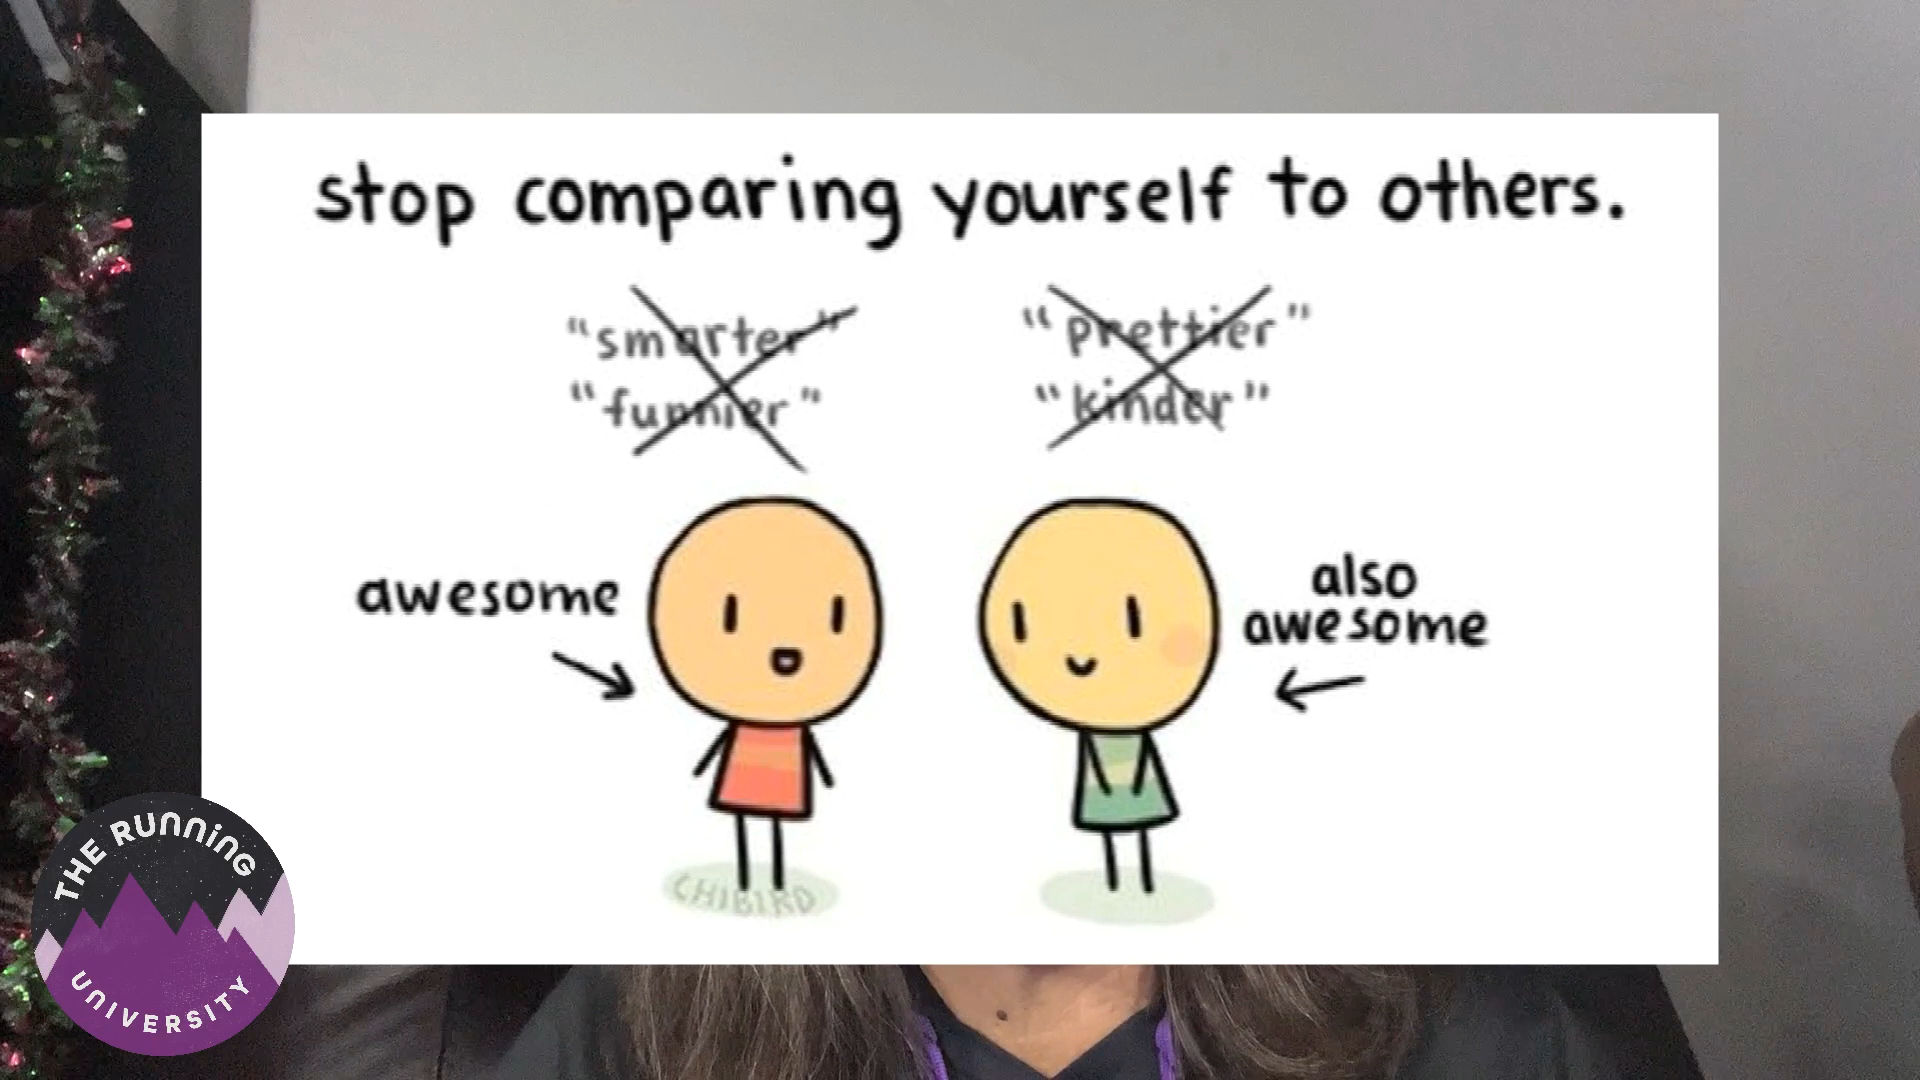 stop comparing yourself to others.
"smarter"
"funnier"
"prettier"
"kinder"
awesome
also
awesome
CHIBIRD
THE RUNNING
UNIVERSITY